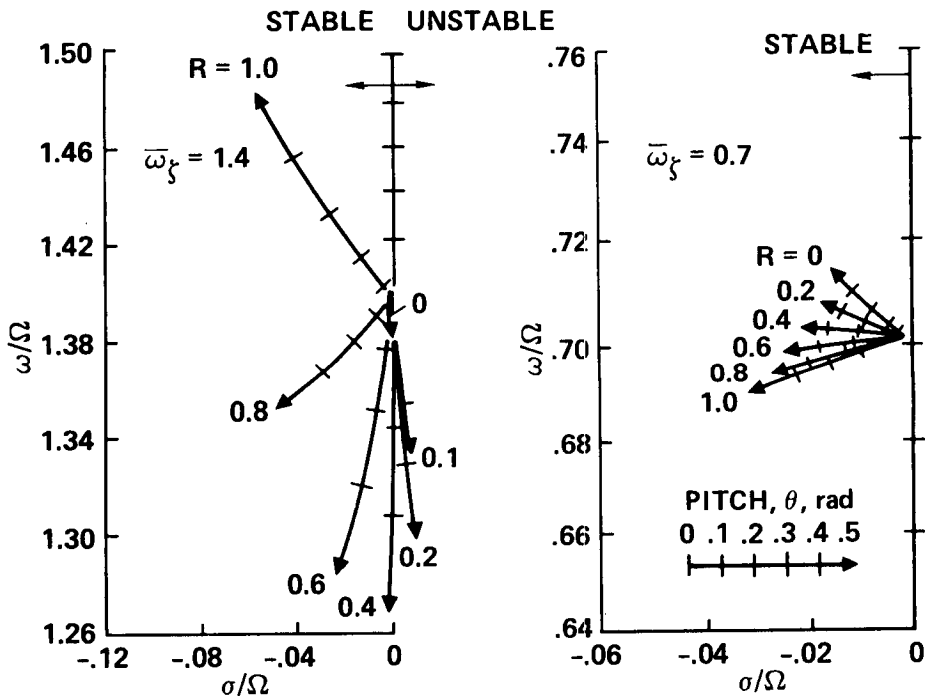 STABLE UNSTABLE
1.50
1.46
1.42
1.38
1.34
1.30
1.26
ω/Ω
R = 1.0
ω̄ζ = 1.4
0
0.8
0.1
0.2
0.6
0.4
-.12
-.08
-.04
0
σ/Ω
STABLE
.76
.74
.72
.70
.68
.66
.64
ω/Ω
ω̄ζ = 0.7
R = 0
0.2
0.4
0.6
0.8
1.0
PITCH, θ, rad
0 .1 .2 .3 .4 .5
-.06
-.04
-.02
0
σ/Ω